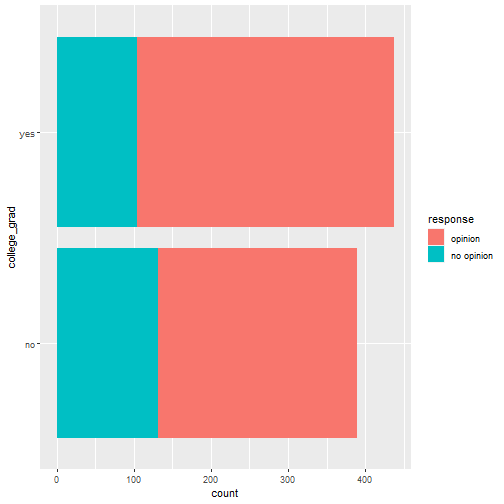 yes
no
college_grad
0 100 200 300 400
count
response
opinion
no opinion